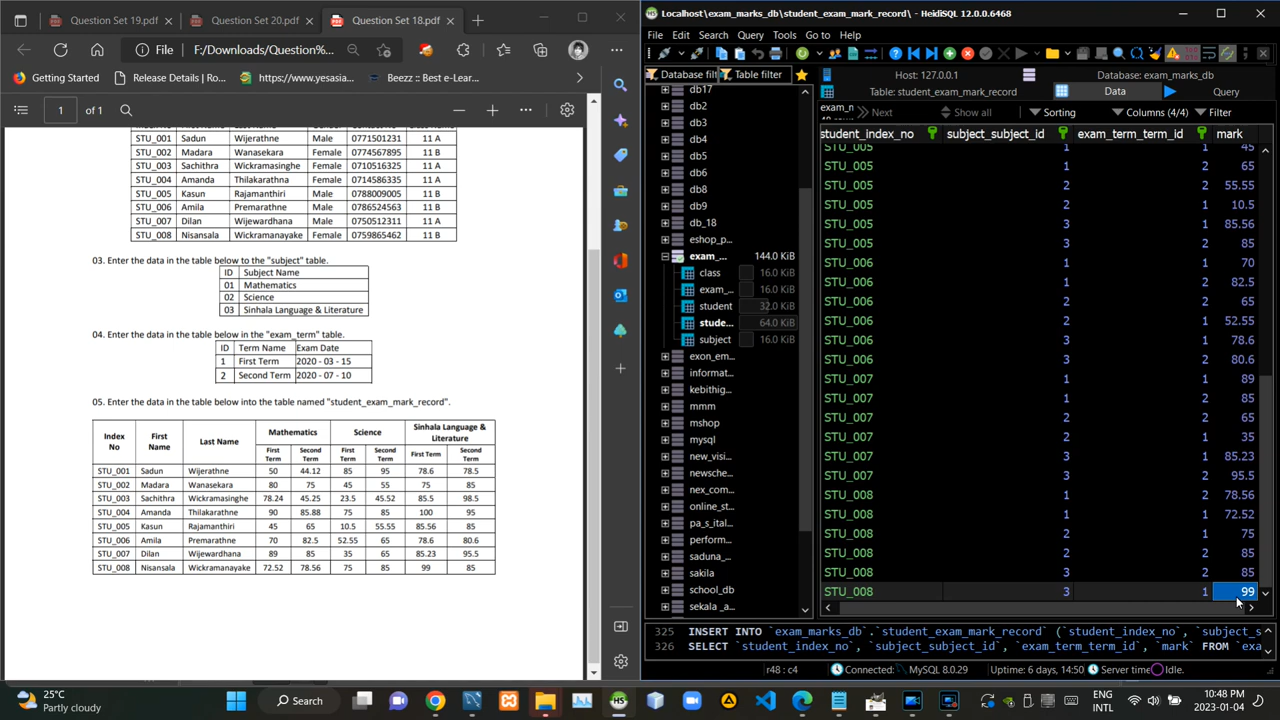 Question Set 19.pdf
Question Set 20.pdf
Question Set 18.pdf
File
F:/Downloads/Question%...
Getting Started
Release Details | Rel...
https://www.yessia...
Beezz :: Best e-Lear...
1
of 1
STU_001 Sadun Wijerathne Male 0771501231 11 A
STU_002 Madara Wanasekara Female 0774567895 11 B
STU_003 Sachithra Wickramasinghe Male 0710516325 11 A
STU_004 Amanda Thilakarathna Female 0714586335 11 A
STU_005 Kasun Rajamanthiri Male 0788009005 11 B
STU_006 Amila Premarathne Female 0786524563 11 B
STU_007 Dilan Wijewardhana Male 0750512311 11 A
STU_008 Nisansala Wickramanayake Female 0759865462 11 B
03. Enter the data in the table below to the "subject" table.
ID Subject Name
01 Mathematics
02 Science
03 Sinhala Language & Literature
04. Enter the data in the table below in the "exam_term" table.
ID Term Name Exam Date
1 First Term 2020 - 03 - 15
2 Second Term 2020 - 07 - 10
05. Enter the data in the table below into the table named "student_exam_mark_record".
Index No First Name Last Name Mathematics Science Sinhala Language & Literature
First Term Second Term First Term Second Term First Term Second Term
STU_001 Sadun Wijerathne 50 44.12 85 95 78.6 78.5
STU_002 Madara Wanasekara 80 75 45 55 75 85
STU_003 Sachithra Wickramasinghe 78.24 45.25 23.5 45.52 85.5 98.5
STU_004 Amanda Thilakarathna 90 85.88 75 85 100 95
STU_005 Kasun Rajamanthiri 45 65 10.5 55.55 85.56 85
STU_006 Amila Premarathne 70 82.5 52.55 65 78.6 80.6
STU_007 Dilan Wijewardhana 89 85 35 65 85.23 95.5
STU_008 Nisansala Wickramanayake 72.52 78.56 75 85 99 85
Localhost\exam_marks_db\student_exam_mark_record\ - HeidiSQL 12.0.0.6468
File Edit Search Query Tools Go to Help
Database filt
Table filter
Host: 127.0.0.1
Database: exam_marks_db
Table: student_exam_mark_record
Data
Query
exam_n
Next
Show all
Sorting
Columns (4/4)
Filter
db17
db2
db3
db4
db5
db6
db8
db9
db_18
eshop_p...
exam_... 144.0 KiB
class 16.0 KiB
exam_... 16.0 KiB
student 32.0 KiB
stude... 64.0 KiB
subject 16.0 KiB
exon_em...
informat...
kebithig...
mmm
mshop
mysql
new_visi...
newsche...
nex_com...
online_st...
pa_s_ital...
perform...
saduna_...
sakila
school_db
sekala _a...
student_index_no subject_subject_id exam_term_term_id mark
STU_005 1 1 45
STU_005 1 2 65
STU_005 2 2 55.55
STU_005 2 1 10.5
STU_005 3 1 85.56
STU_005 3 2 85
STU_006 1 1 70
STU_006 1 2 82.5
STU_006 2 2 65
STU_006 2 1 52.55
STU_006 3 1 78.6
STU_006 3 2 80.6
STU_007 1 1 89
STU_007 1 2 85
STU_007 2 2 65
STU_007 2 1 35
STU_007 3 1 85.23
STU_007 3 2 95.5
STU_008 1 2 78.56
STU_008 1 1 72.52
STU_008 2 1 75
STU_008 2 2 85
STU_008 3 2 85
STU_008 3 1 99
325 INSERT INTO `exam_marks_db`.`student_exam_mark_record` (`student_index_no`, `subject_s
326 SELECT `student_index_no`, `subject_subject_id`, `exam_term_term_id`, `mark` FROM `exa
r48 : c4
Connected:
MySQL 8.0.29
Uptime: 6 days, 14:50
Server time
Idle.
25°C
Partly cloudy
Search
ENG
INTL
10:48 PM
2023-01-04